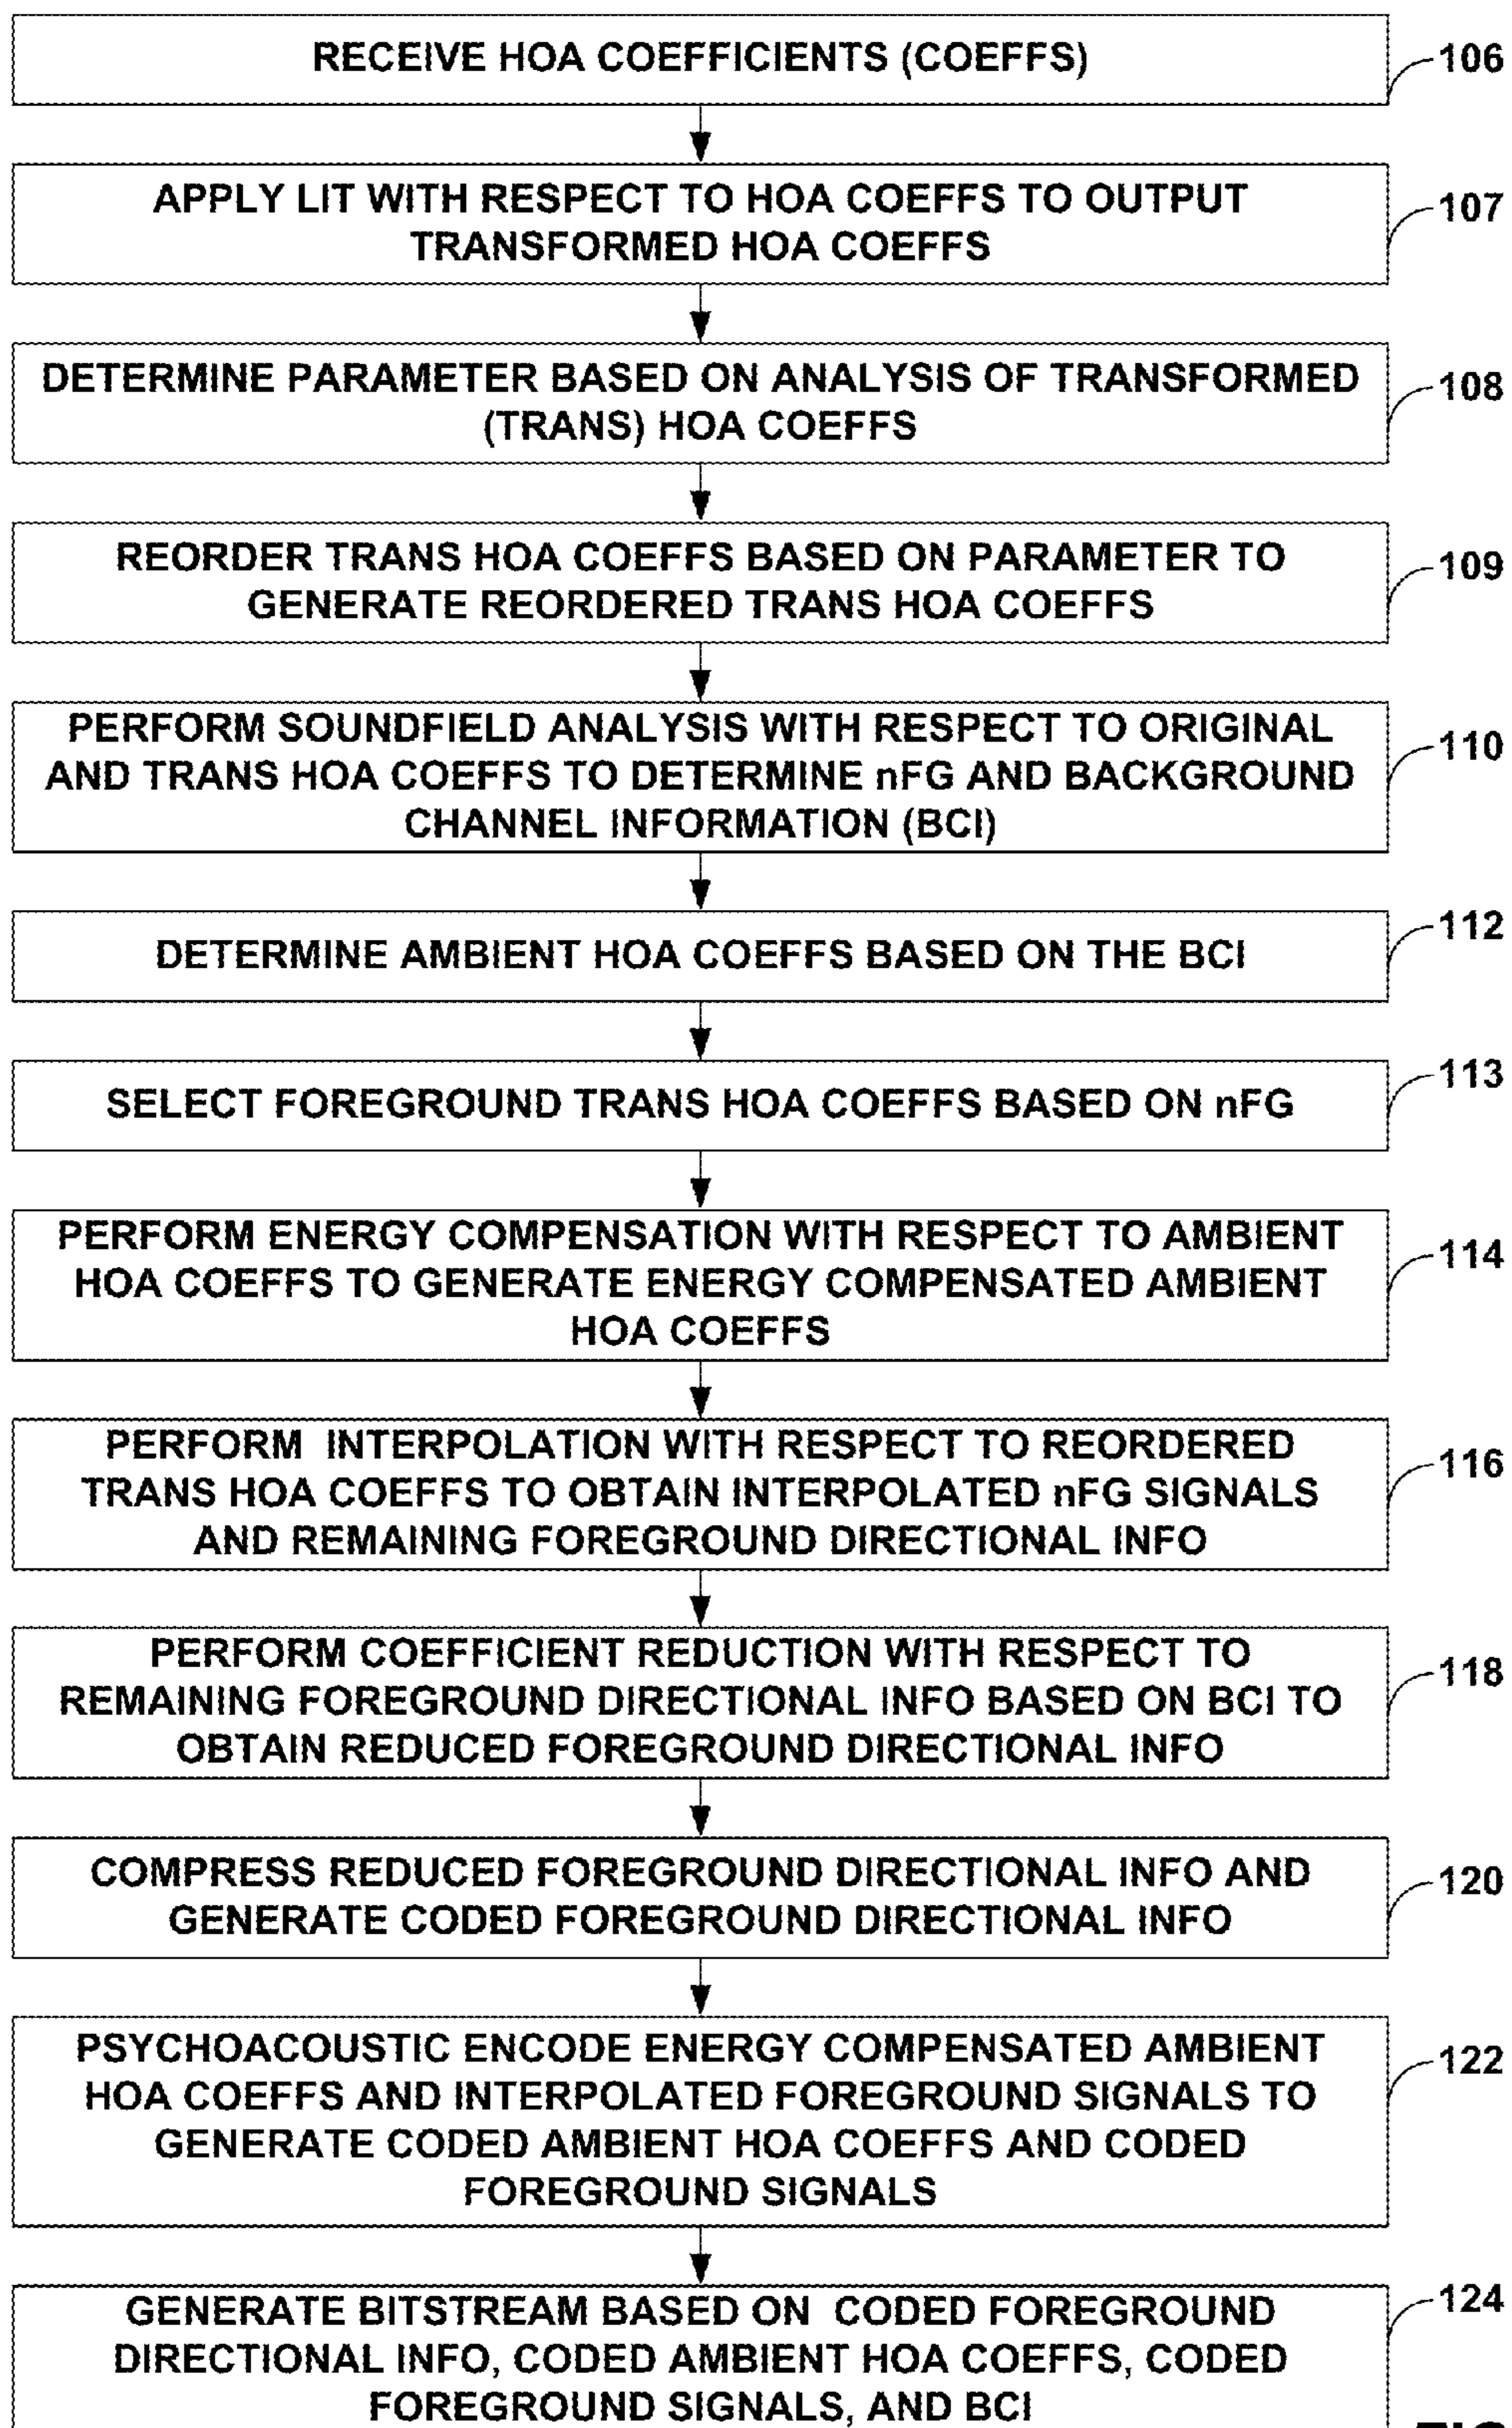 RECEIVE HOA COEFFICIENTS (COEFFS)
106
APPLY LIT WITH RESPECT TO HOA COEFFS TO OUTPUT
TRANSFORMED HOA COEFFS
107
DETERMINE PARAMETER BASED ON ANALYSIS OF TRANSFORMED
(TRANS) HOA COEFFS
108
REORDER TRANS HOA COEFFS BASED ON PARAMETER TO
GENERATE REORDERED TRANS HOA COEFFS
109
PERFORM SOUNDFIELD ANALYSIS WITH RESPECT TO ORIGINAL
AND TRANS HOA COEFFS TO DETERMINE nFG AND BACKGROUND
CHANNEL INFORMATION (BCI)
110
DETERMINE AMBIENT HOA COEFFS BASED ON THE BCI
112
SELECT FOREGROUND TRANS HOA COEFFS BASED ON nFG
113
PERFORM ENERGY COMPENSATION WITH RESPECT TO AMBIENT
HOA COEFFS TO GENERATE ENERGY COMPENSATED AMBIENT
HOA COEFFS
114
PERFORM INTERPOLATION WITH RESPECT TO REORDERED
TRANS HOA COEFFS TO OBTAIN INTERPOLATED nFG SIGNALS
AND REMAINING FOREGROUND DIRECTIONAL INFO
116
PERFORM COEFFICIENT REDUCTION WITH RESPECT TO
REMAINING FOREGROUND DIRECTIONAL INFO BASED ON BCI TO
OBTAIN REDUCED FOREGROUND DIRECTIONAL INFO
118
COMPRESS REDUCED FOREGROUND DIRECTIONAL INFO AND
GENERATE CODED FOREGROUND DIRECTIONAL INFO
120
PSYCHOACOUSTIC ENCODE ENERGY COMPENSATED AMBIENT
HOA COEFFS AND INTERPOLATED FOREGROUND SIGNALS TO
GENERATE CODED AMBIENT HOA COEFFS AND CODED
FOREGROUND SIGNALS
122
GENERATE BITSTREAM BASED ON CODED FOREGROUND
DIRECTIONAL INFO, CODED AMBIENT HOA COEFFS, CODED
FOREGROUND SIGNALS, AND BCI
124